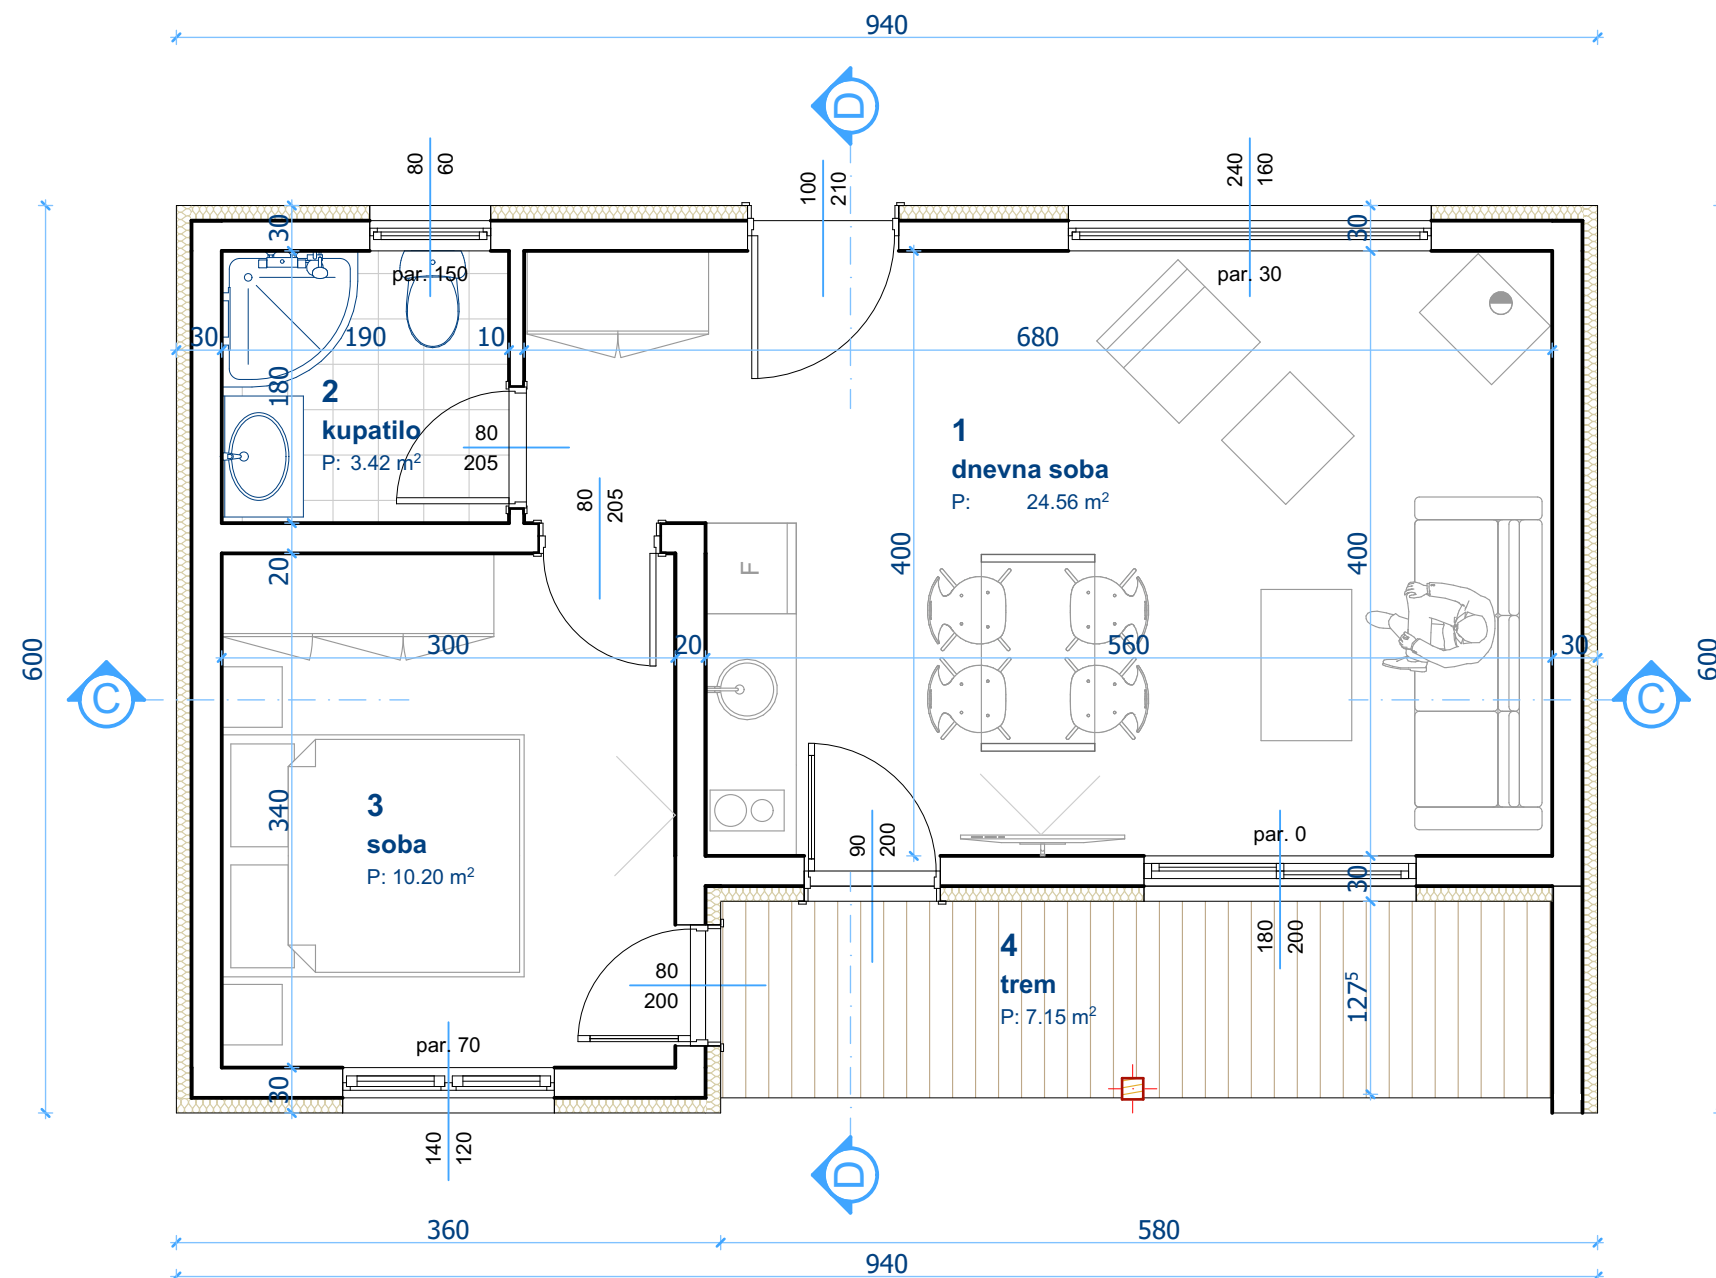 940
D
80
60
100
210
240
160
30
30
par. 150
par. 30
30
190
10
680
180
2
kupatilo
P: 3.42 m²
80
205
80
205
1
dnevna soba
P: 24.56 m²
400
400
20
F
600
300
20
560
30
600
C
C
340
3
soba
P: 10.20 m²
90
200
par. 0
30
180
200
4
trem
P: 7.15 m²
127⁵
80
200
par. 70
30
140
120
D
360
580
940